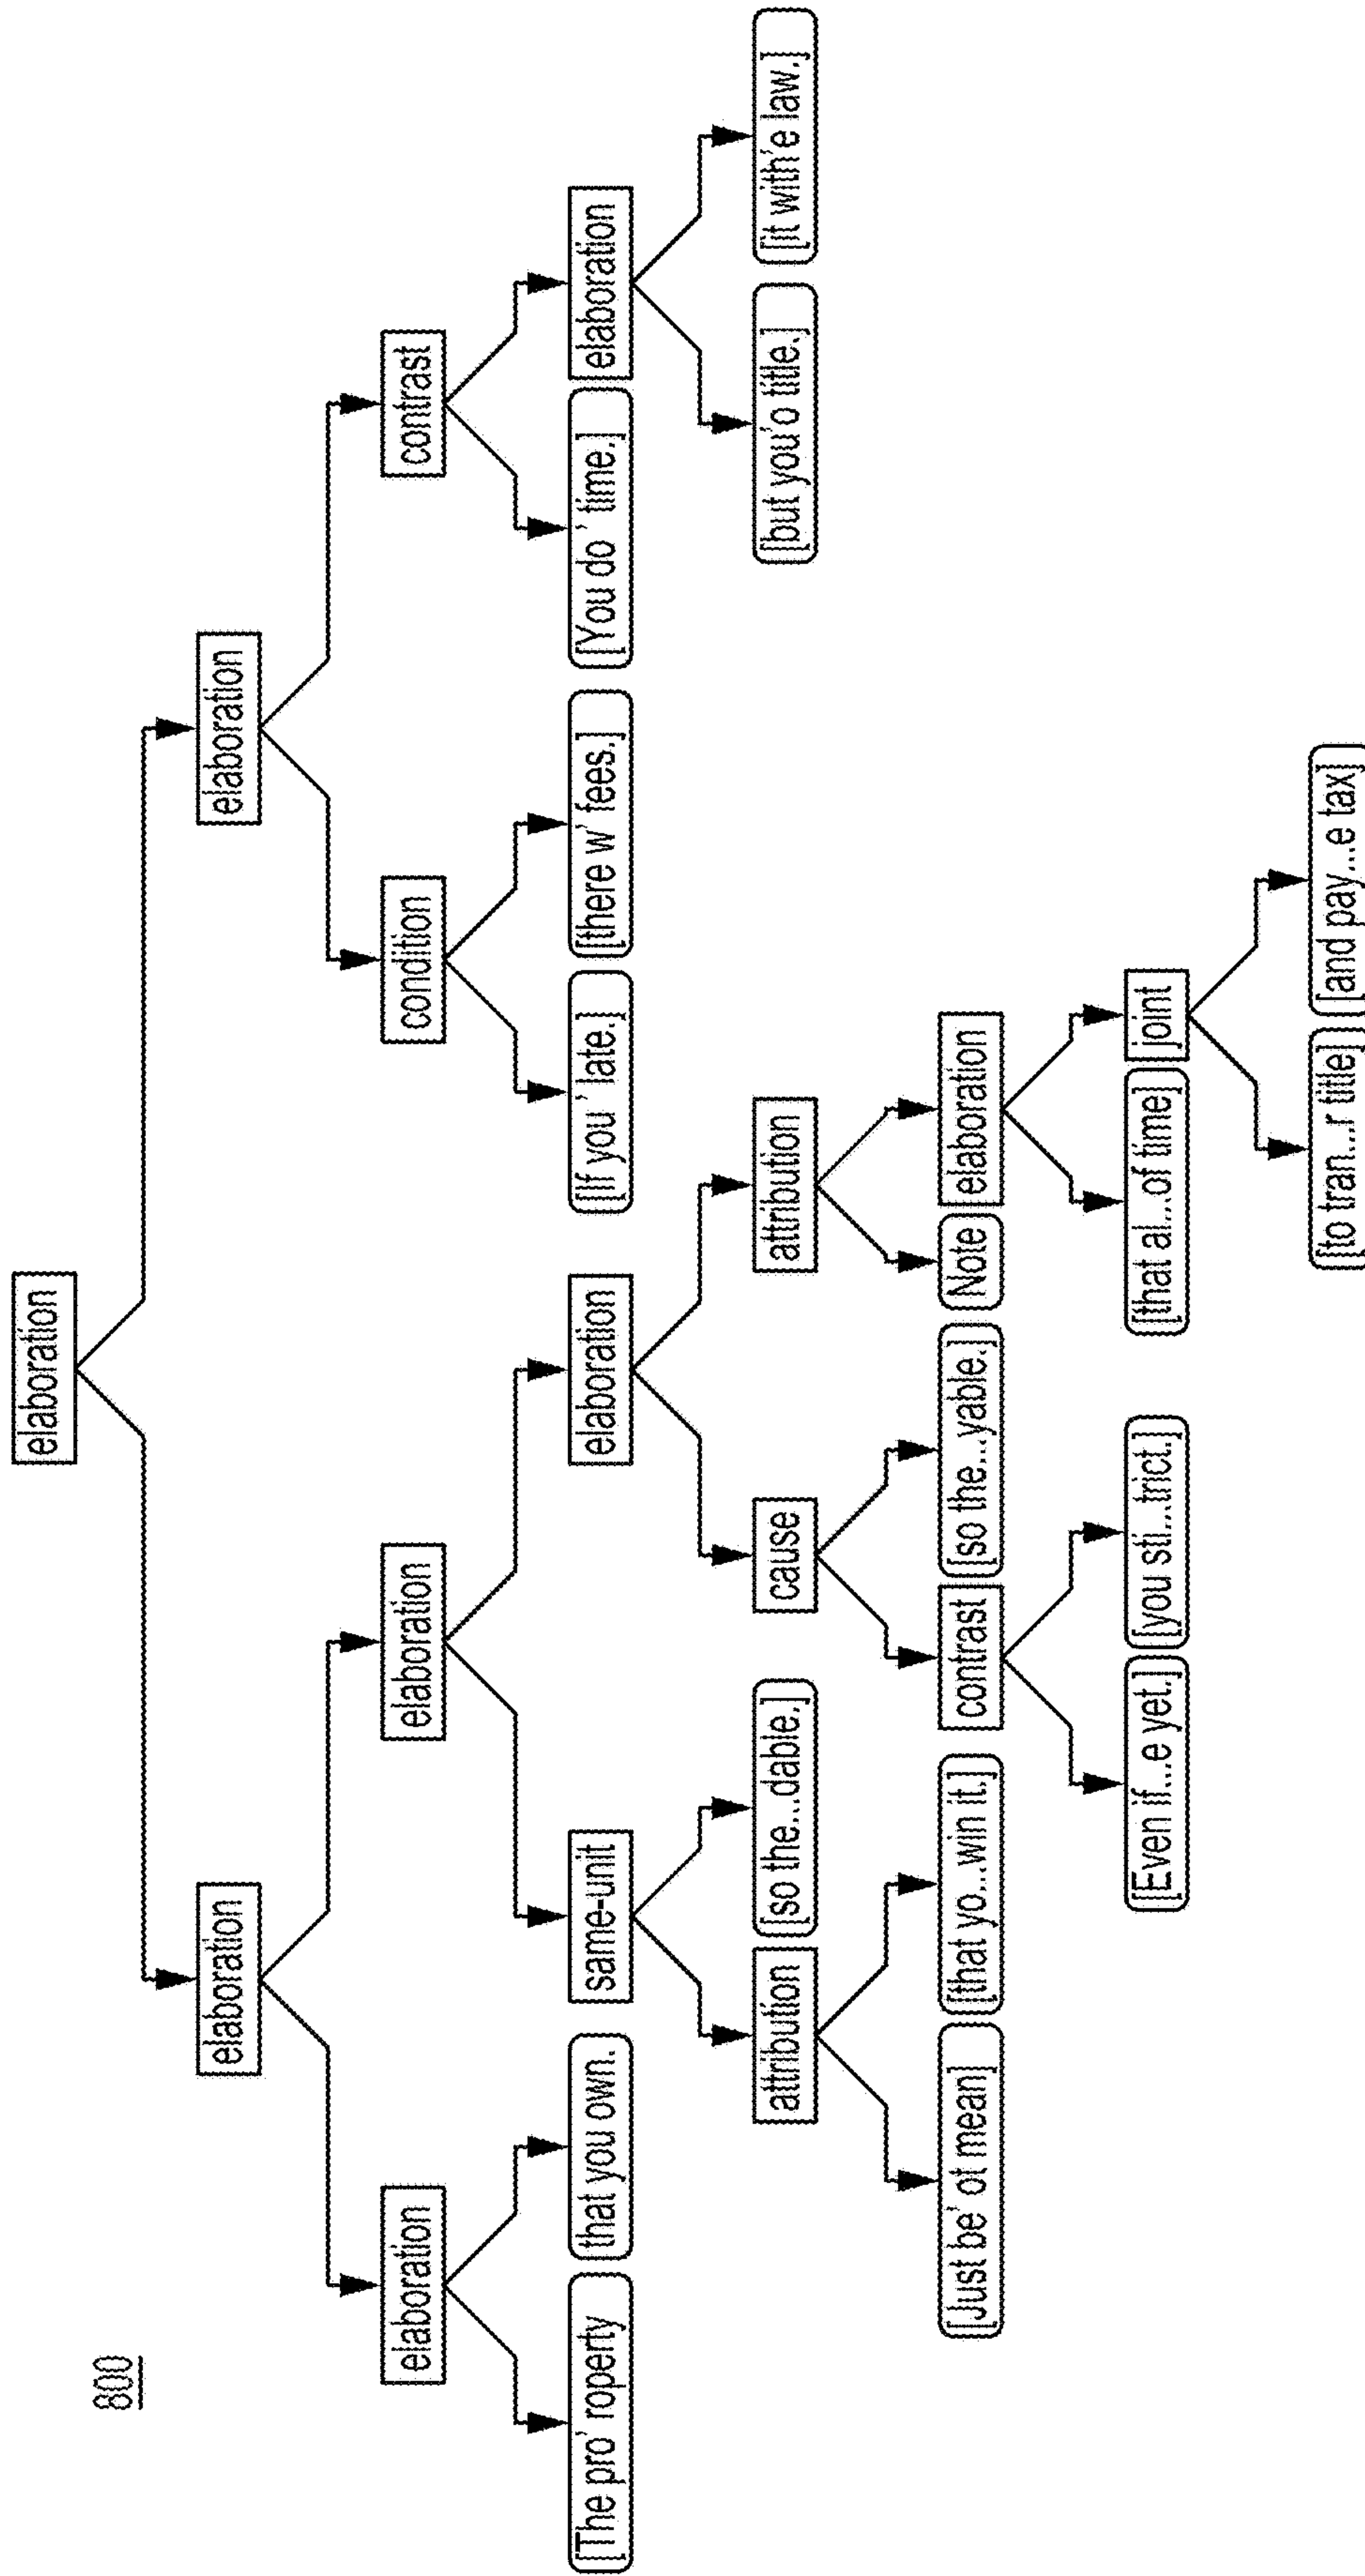 800
elaboration
elaboration
elaboration
elaboration
elaboration
condition
contrast
[The pro' roperty
that you own.
same-unit
elaboration
[If you ' late.]
[there w' fees.]
[You do ' time,]
elaboration
attribution
[so the...dable,]
cause
attribution
[but you'o title.]
[it with'e law.]
[Just be' ot mean]
[that yo...win it.]
contrast
[so the...yable.]
Note
elaboration
[Even if...e yet.]
[you sti...trict.]
[that al...of time]
joint
[to tran...r title]
[and pay...e tax]